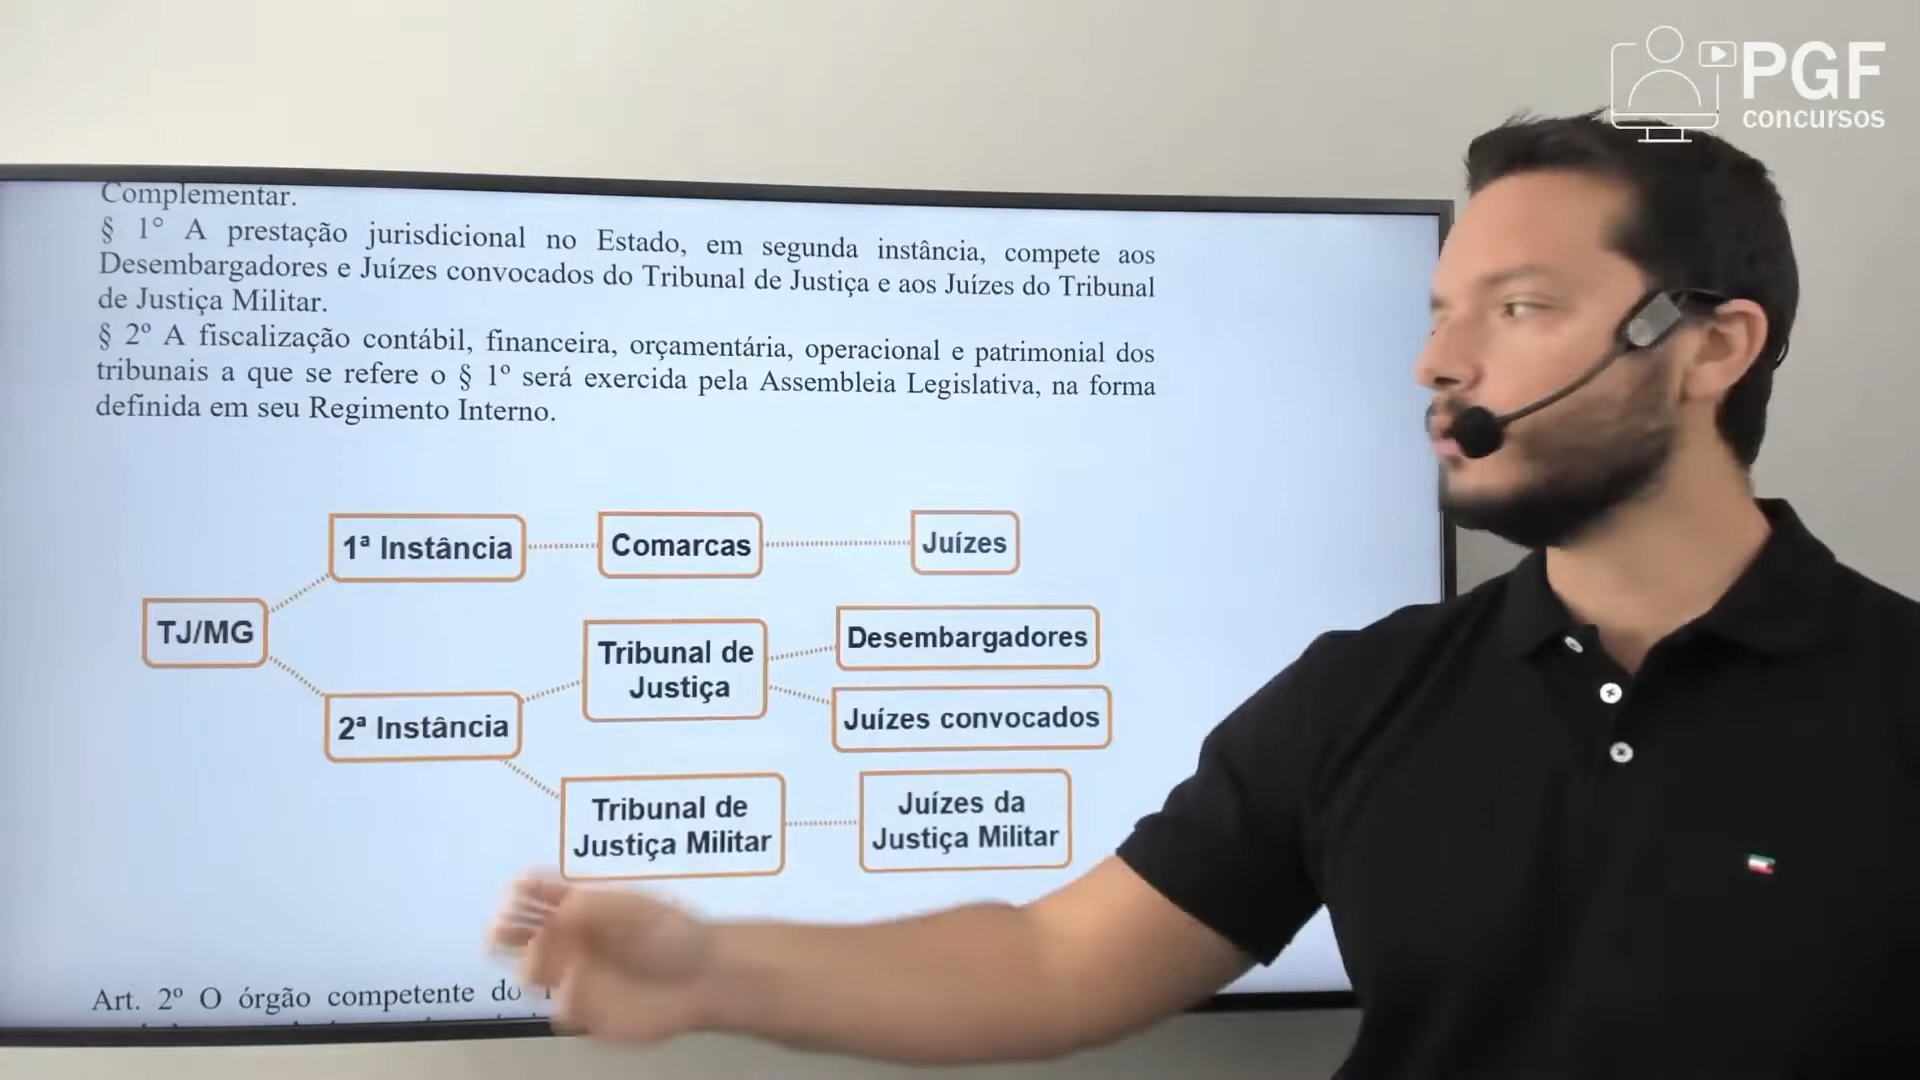 PGF
concursos
Complementar.
§ 1° A prestação jurisdicional no Estado, em segunda instância, compete aos
Desembargadores e Juízes convocados do Tribunal de Justiça e aos Juízes do Tribunal
de Justiça Militar.
§ 2º A fiscalização contábil, financeira, orçamentária, operacional e patrimonial dos
tribunais a que se refere o § 1º será exercida pela Assembleia Legislativa, na forma
definida em seu Regimento Interno.
1ª Instância
Comarcas
Juízes
TJ/MG
Tribunal de
Justiça
Desembargadores
Juízes convocados
2ª Instância
Tribunal de
Justiça Militar
Juízes da
Justiça Militar
Art. 2º O órgão competente do